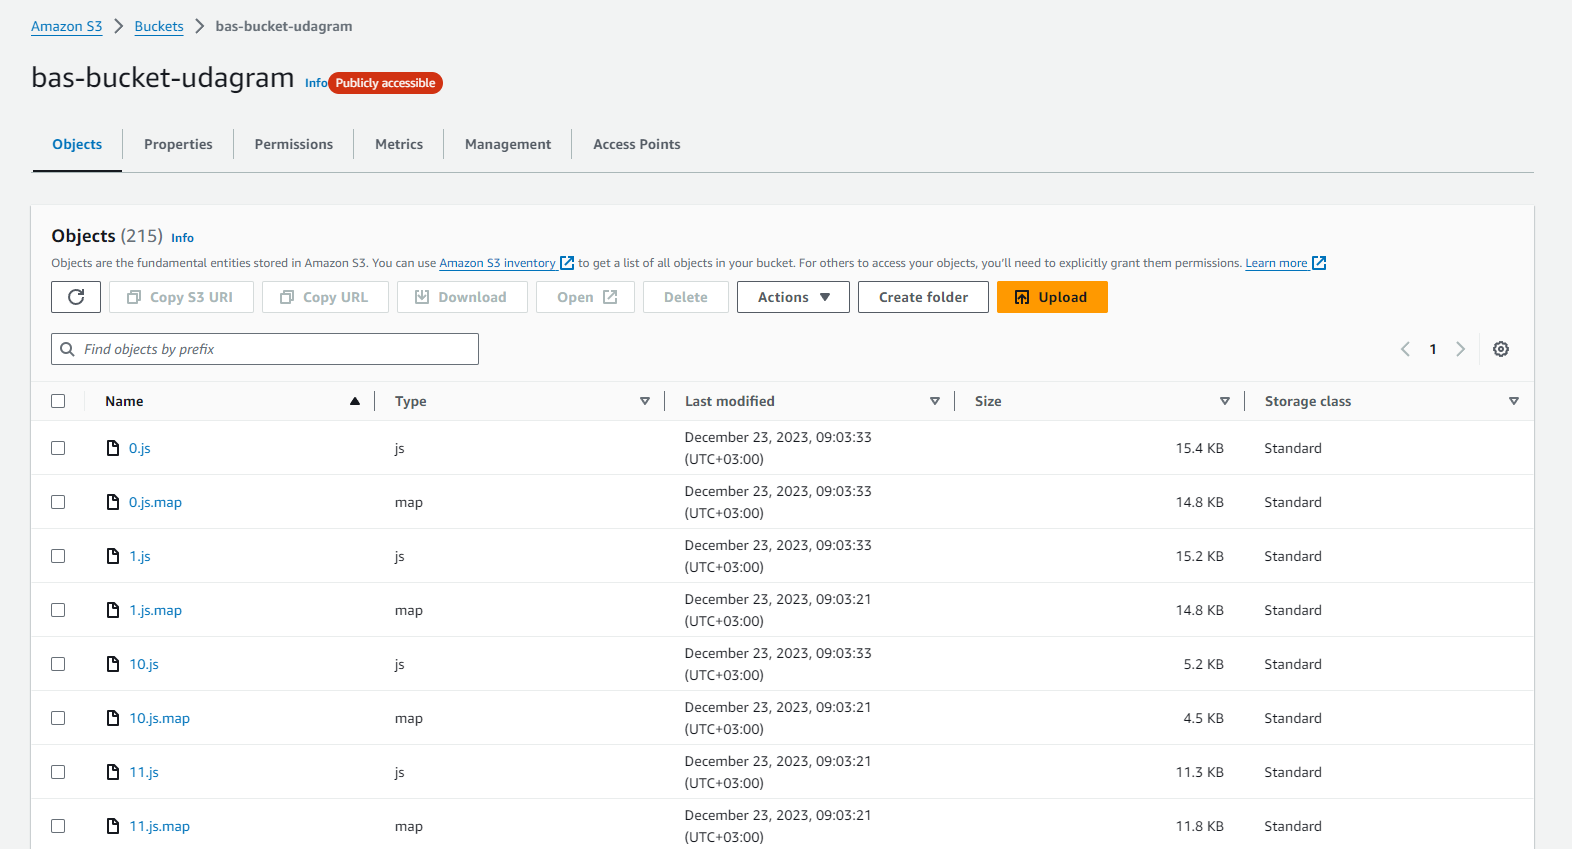 Amazon S3 > Buckets > bas-bucket-udagram
bas-bucket-udagram Info Publicly accessible
Objects Properties Permissions Metrics Management Access Points
Objects (215) Info
Objects are the fundamental entities stored in Amazon S3. You can use Amazon S3 inventory to get a list of all objects in your bucket. For others to access your objects, you'll need to explicitly grant them permissions. Learn more
Copy S3 URI Copy URL Download Open Delete Actions Create folder Upload
Find objects by prefix 1
Name Type Last modified Size Storage class
0.js js December 23, 2023, 09:03:33 15.4 KB Standard
(UTC+03:00)
0.js.map map December 23, 2023, 09:03:33 14.8 KB Standard
(UTC+03:00)
1.js js December 23, 2023, 09:03:33 15.2 KB Standard
(UTC+03:00)
1.js.map map December 23, 2023, 09:03:21 14.8 KB Standard
(UTC+03:00)
10.js js December 23, 2023, 09:03:33 5.2 KB Standard
(UTC+03:00)
10.js.map map December 23, 2023, 09:03:21 4.5 KB Standard
(UTC+03:00)
11.js js December 23, 2023, 09:03:21 11.3 KB Standard
(UTC+03:00)
11.js.map map December 23, 2023, 09:03:21 11.8 KB Standard
(UTC+03:00)